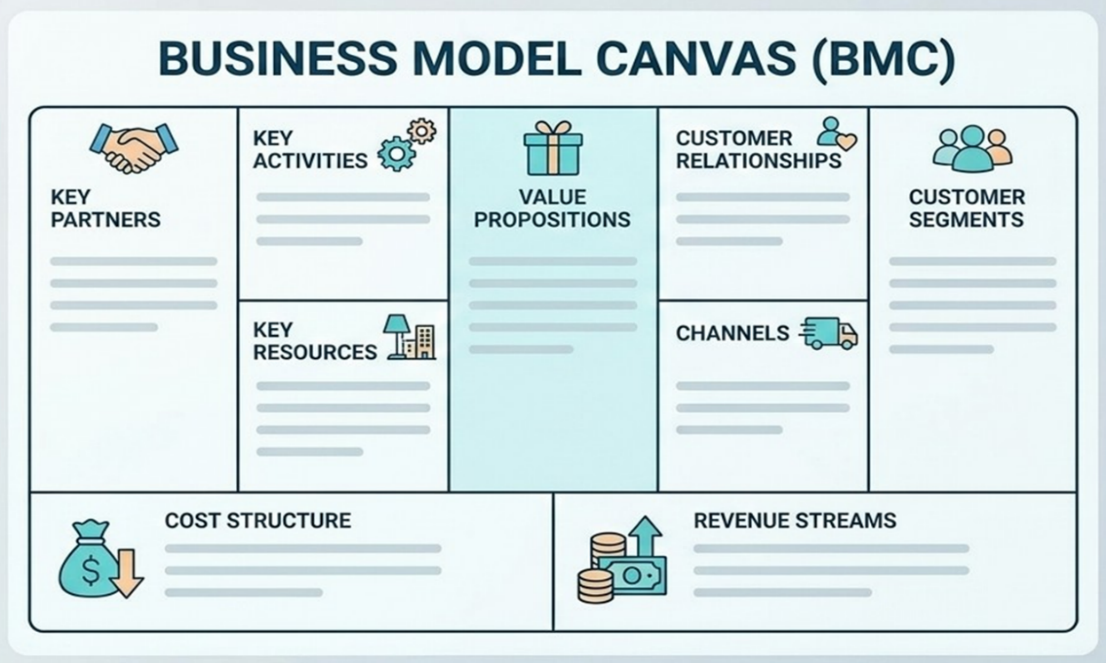 BUSINESS MODEL CANVAS (BMC)
KEY
PARTNERS
KEY
ACTIVITIES
KEY
RESOURCES
VALUE
PROPOSITIONS
CUSTOMER
RELATIONSHIPS
CHANNELS
CUSTOMER
SEGMENTS
$
COST STRUCTURE
REVENUE STREAMS